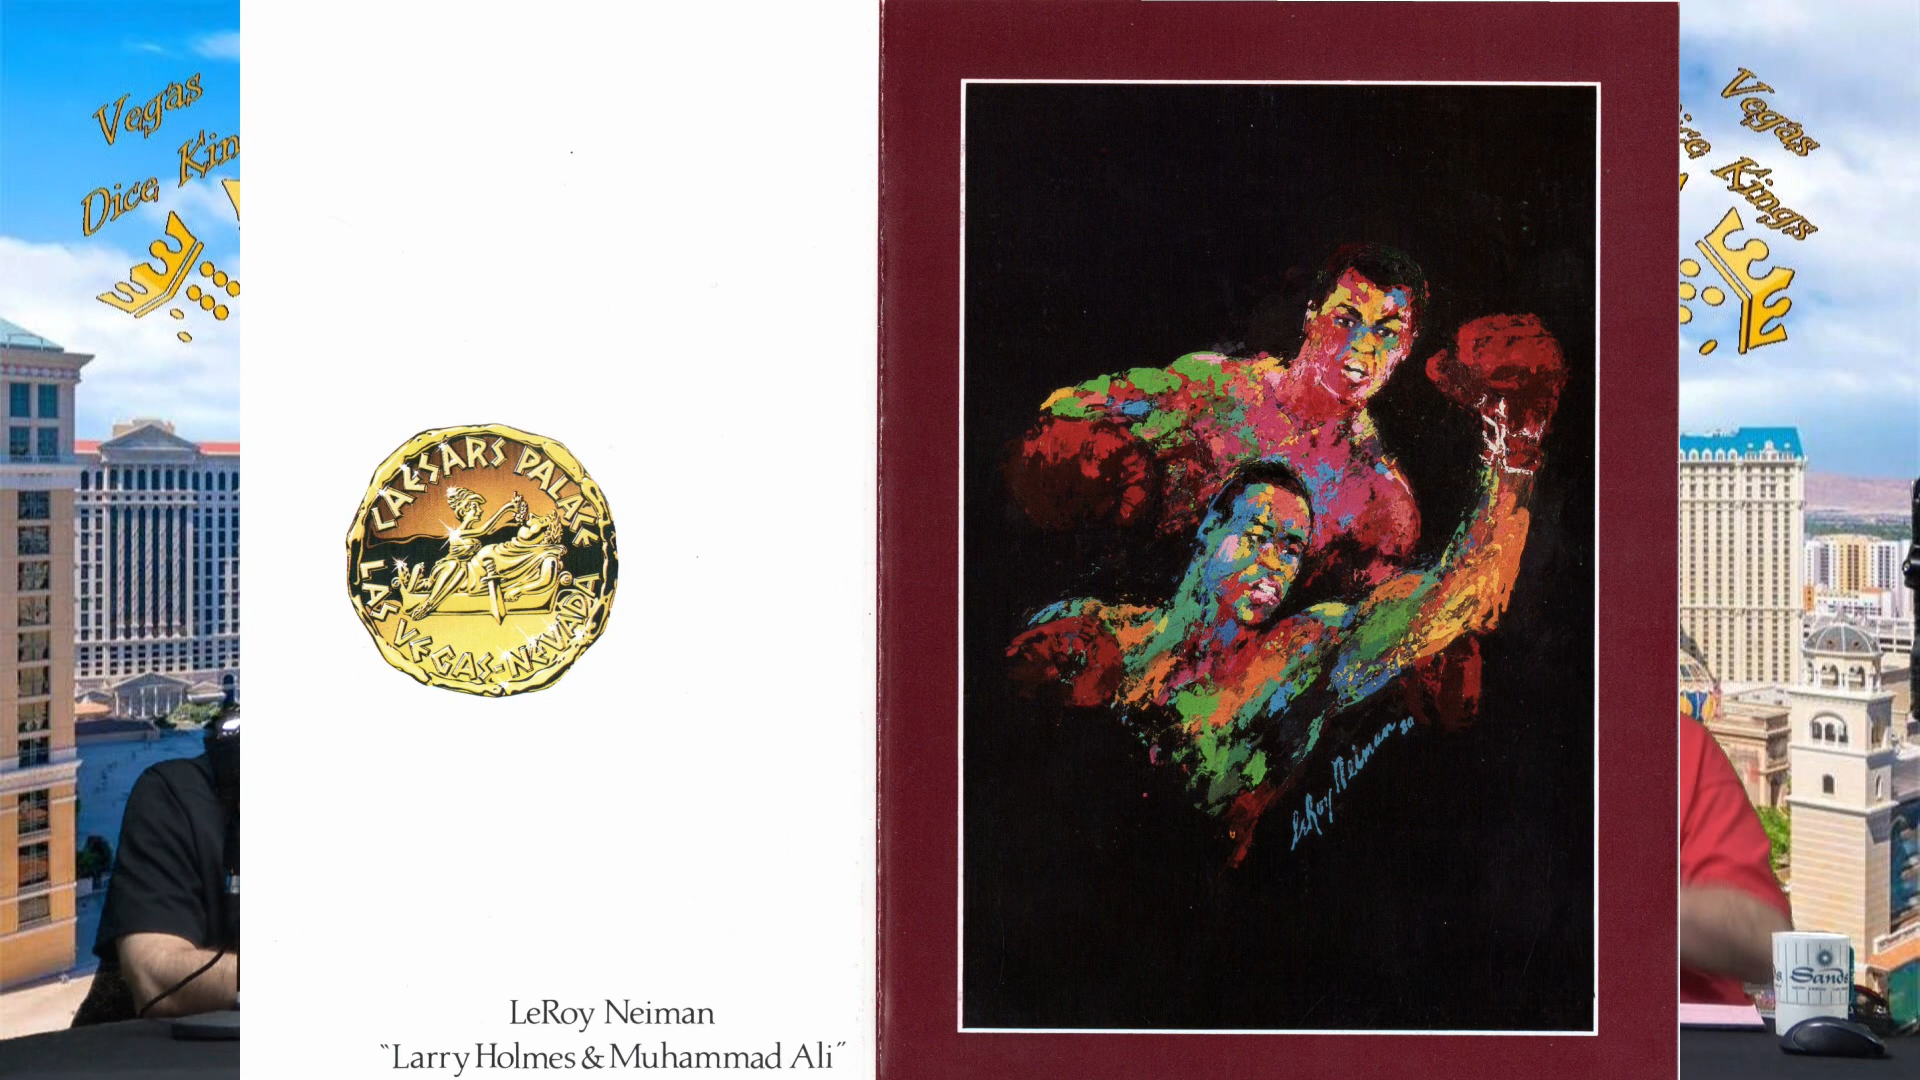 Vegas
Dice Kin
CAESARS PALACE
LAS VEGAS-NEVADA
LeRoy Neiman
"Larry Holmes & Muhammad Ali"
LeRoy Neiman 80
Vegas
ice Kings
Sands